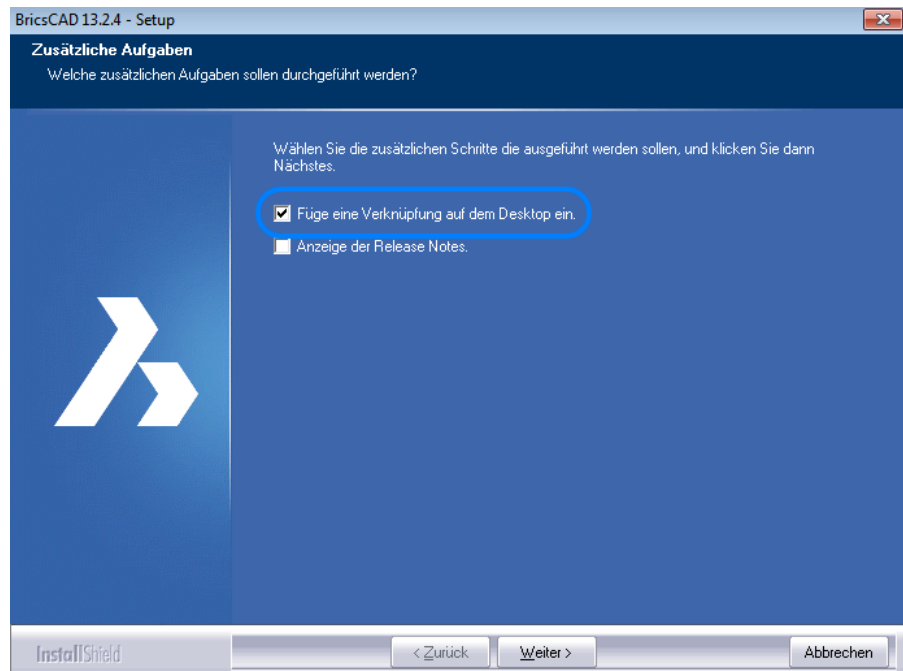 BricsCAD 13.2.4 - Setup
Zusätzliche Aufgaben
Welche zusätzlichen Aufgaben sollen durchgeführt werden?
Wählen Sie die zusätzlichen Schritte die ausgeführt werden sollen, und klicken Sie dann
Nächstes.
Füge eine Verknüpfung auf dem Desktop ein.
Anzeige der Release Notes.
InstallShield
< Zurück
Weiter >
Abbrechen